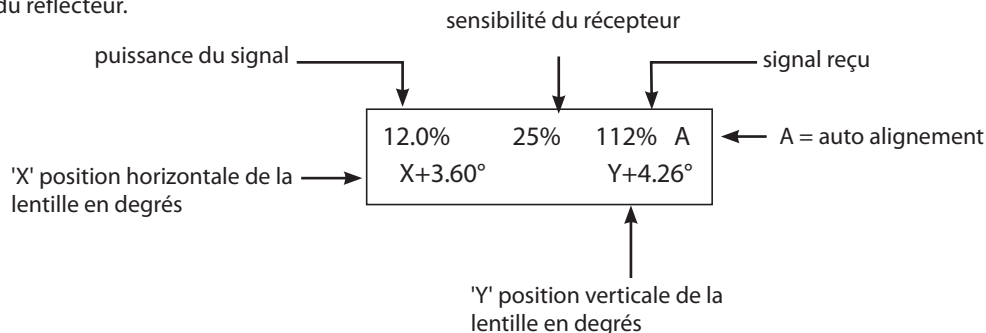 du réflecteur.
sensibilité du récepteur
puissance du signal
signal reçu
12.0% 25% 112% A
A = auto alignement
X+3.60° Y+4.26°
'X' position horizontale de la
lentille en degrés
'Y' position verticale de la
lentille en degrés